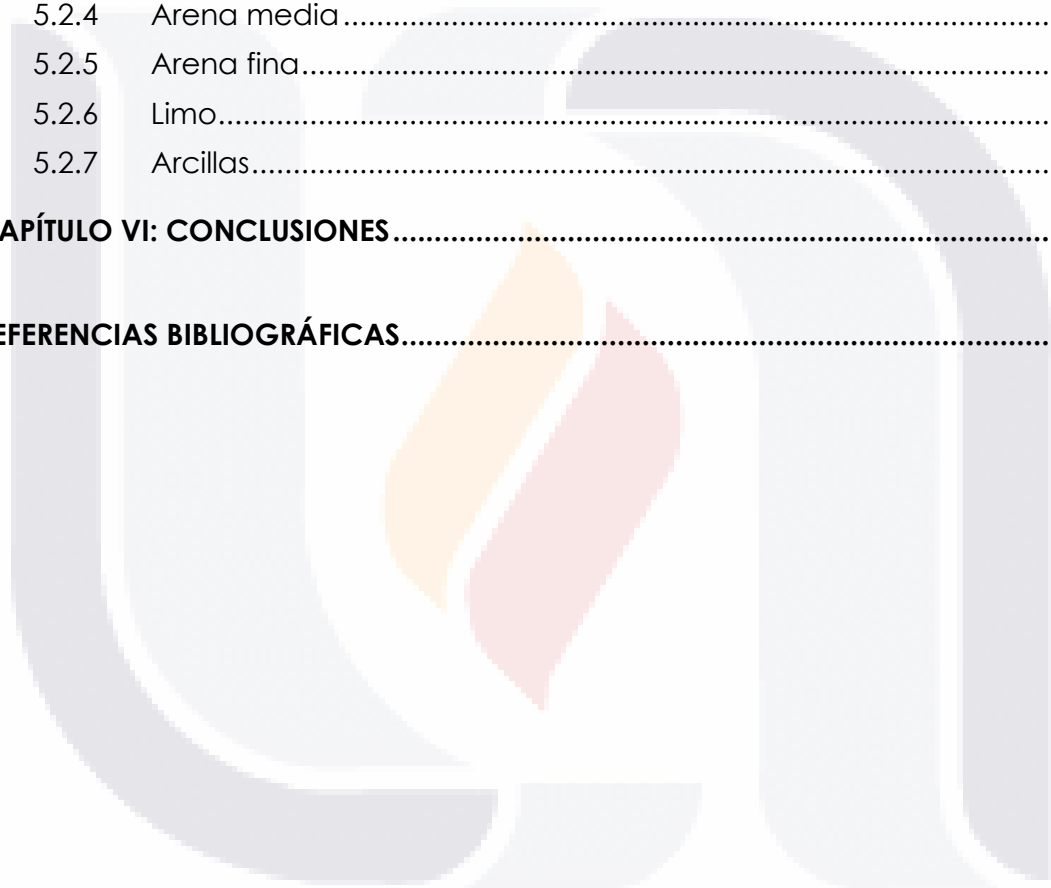 5.2.4 Arena media....................................................................................
5.2.5 Arena fina.........................................................................................
5.2.6 Limo...................................................................................................
5.2.7 Arcillas...............................................................................................
APÍTULO VI: CONCLUSIONES..............................................................................
EFERENCIAS BIBLIOGRÁFICAS.............................................................................